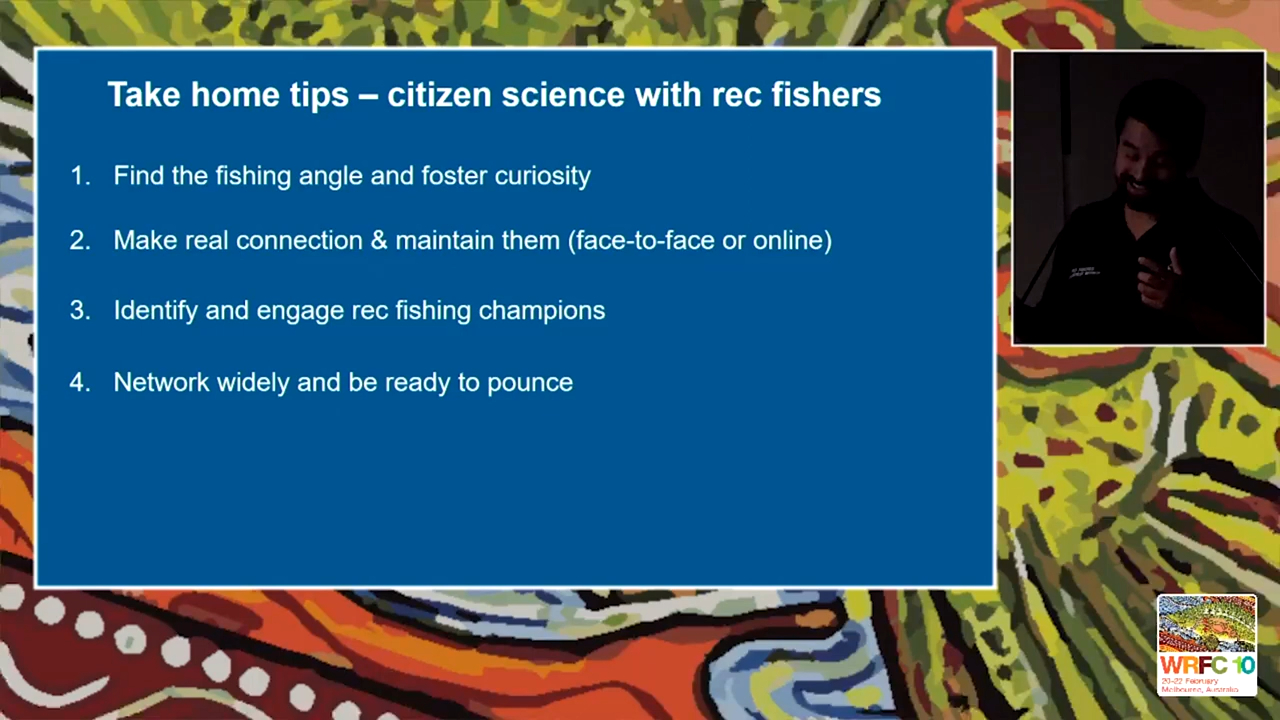 Take home tips – citizen science with rec fishers
1. Find the fishing angle and foster curiosity
2. Make real connection & maintain them (face-to-face or online)
3. Identify and engage rec fishing champions
4. Network widely and be ready to pounce
WRFC 10
20-22 February
Melbourne, Australia